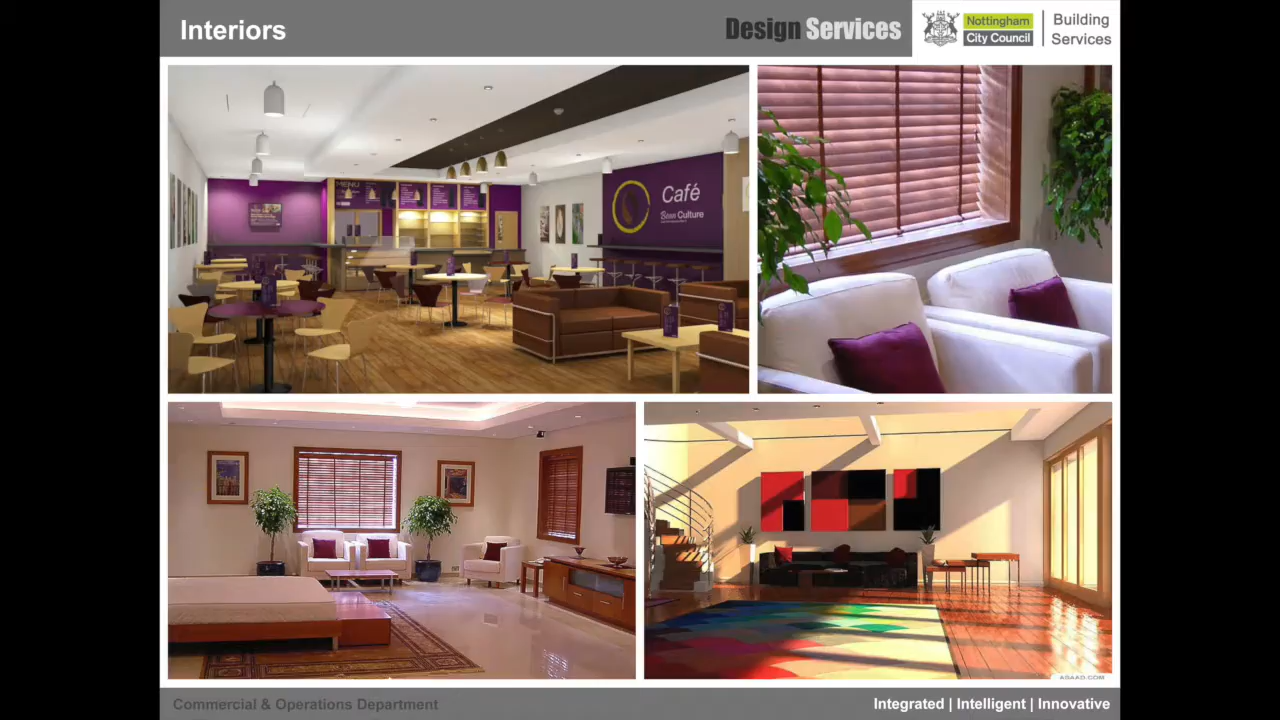 Interiors
Design Services
Nottingham
City Council
Building
Services
MENU
Café
Bean Culture
ASAAD.COM
Commercial & Operations Department
Integrated | Intelligent | Innovative